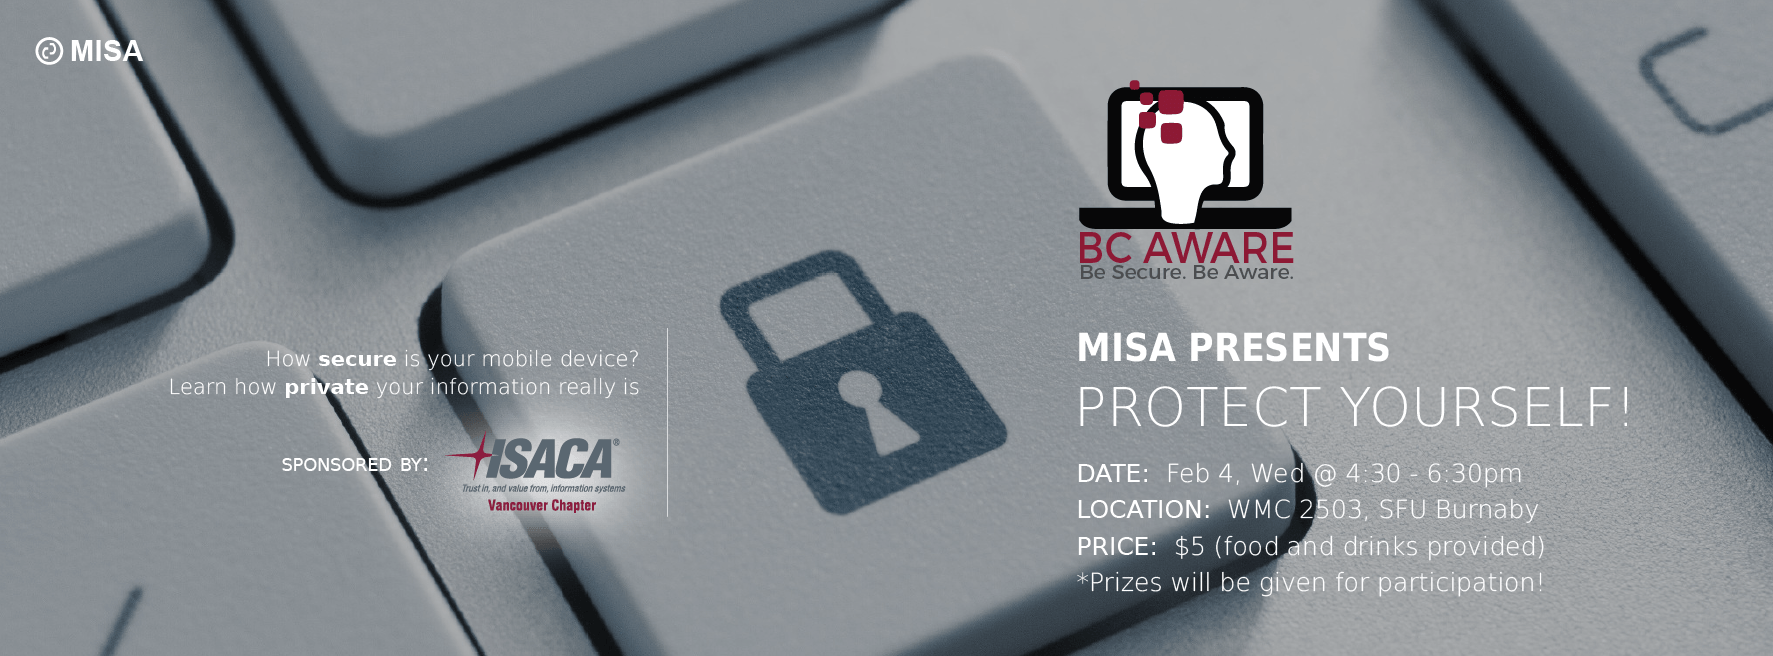 MISA
BC AWARE
Be Secure. Be Aware.
How secure is your mobile device?
Learn how private your information really is
SPONSORED BY:
ISACA®
Trust in, and value from, information systems
Vancouver Chapter
MISA PRESENTS
PROTECT YOURSELF!
DATE: Feb 4, Wed @ 4:30 - 6:30pm
LOCATION: WMC 2503, SFU Burnaby
PRICE: $5 (food and drinks provided)
*Prizes will be given for participation!